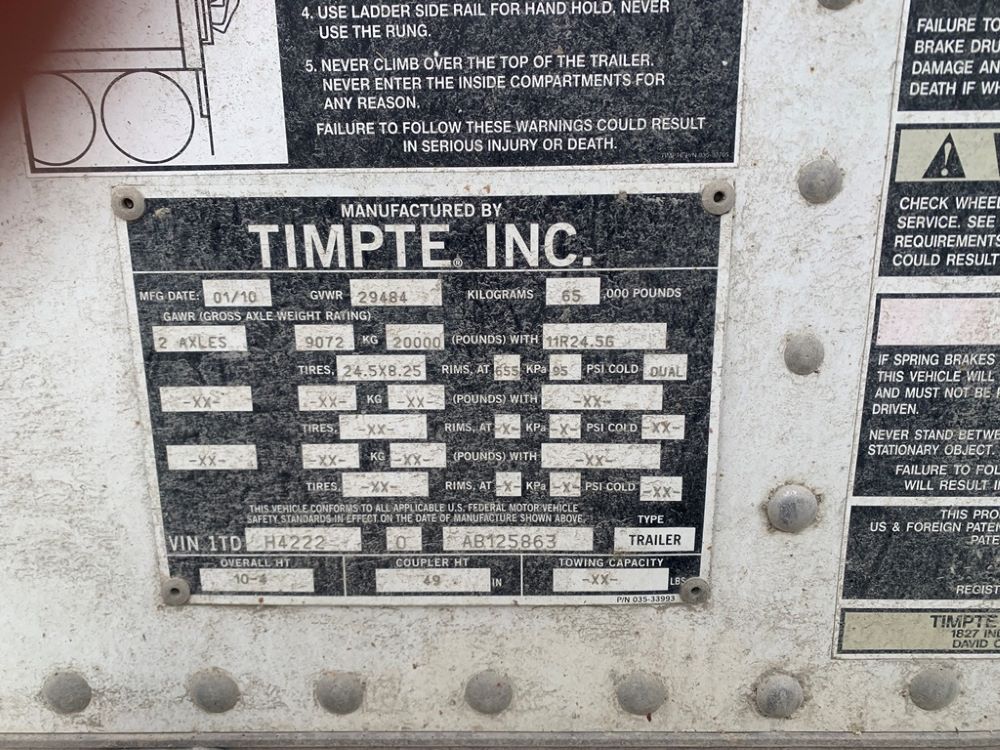 4. USE LADDER SIDE RAIL FOR HAND HOLD, NEVER
USE THE RUNG.
5. NEVER CLIMB OVER THE TOP OF THE TRAILER.
NEVER ENTER THE INSIDE COMPARTMENTS FOR
ANY REASON.
FAILURE TO FOLLOW THESE WARNINGS COULD RESULT
IN SERIOUS INJURY OR DEATH.
MANUFACTURED BY
TIMPTE® INC.
MFG DATE: 01/10 GVWR 29484 KILOGRAMS 65 ,000 POUNDS
GAWR (GROSS AXLE WEIGHT RATING)
2 AXLES 9072 KG 20000 (POUNDS) WITH 11R24.5G
TIRES, 24.5X8.25 RIMS, AT 655 KPa 95 PSI COLD DUAL
-XX- -XX- KG -XX- (POUNDS) WITH -XX-
TIRES, -XX- RIMS, AT -X- KPa -X- PSI COLD -XX-
-XX- -XX- KG -XX- (POUNDS) WITH -XX-
TIRES, -XX- RIMS, AT -X- KPa -X- PSI COLD -XX-
THIS VEHICLE CONFORMS TO ALL APPLICABLE U.S. FEDERAL MOTOR VEHICLE
SAFETY STANDARDS IN EFFECT ON THE DATE OF MANUFACTURE SHOWN ABOVE.
TYPE
VIN 1TD H4222 0 AB125863 TRAILER
OVERALL HT COUPLER HT TOWING CAPACITY
10-4 49 IN -XX- LBS
P/N 035-33993
FAILURE TO
BRAKE DRU
DAMAGE AN
DEATH IF WH
CHECK WHEEL
SERVICE. SEE
REQUIREMENTS
COULD RESULT
IF SPRING BRAKES
THIS VEHICLE WILL
AND MUST NOT BE
DRIVEN.
NEVER STAND BETWE
STATIONARY OBJECT.
FAILURE TO FOL
WILL RESULT I
THIS PRO
US & FOREIGN PATEN
PATE
REGIST
TIMPTE
1827 IND
DAVID C